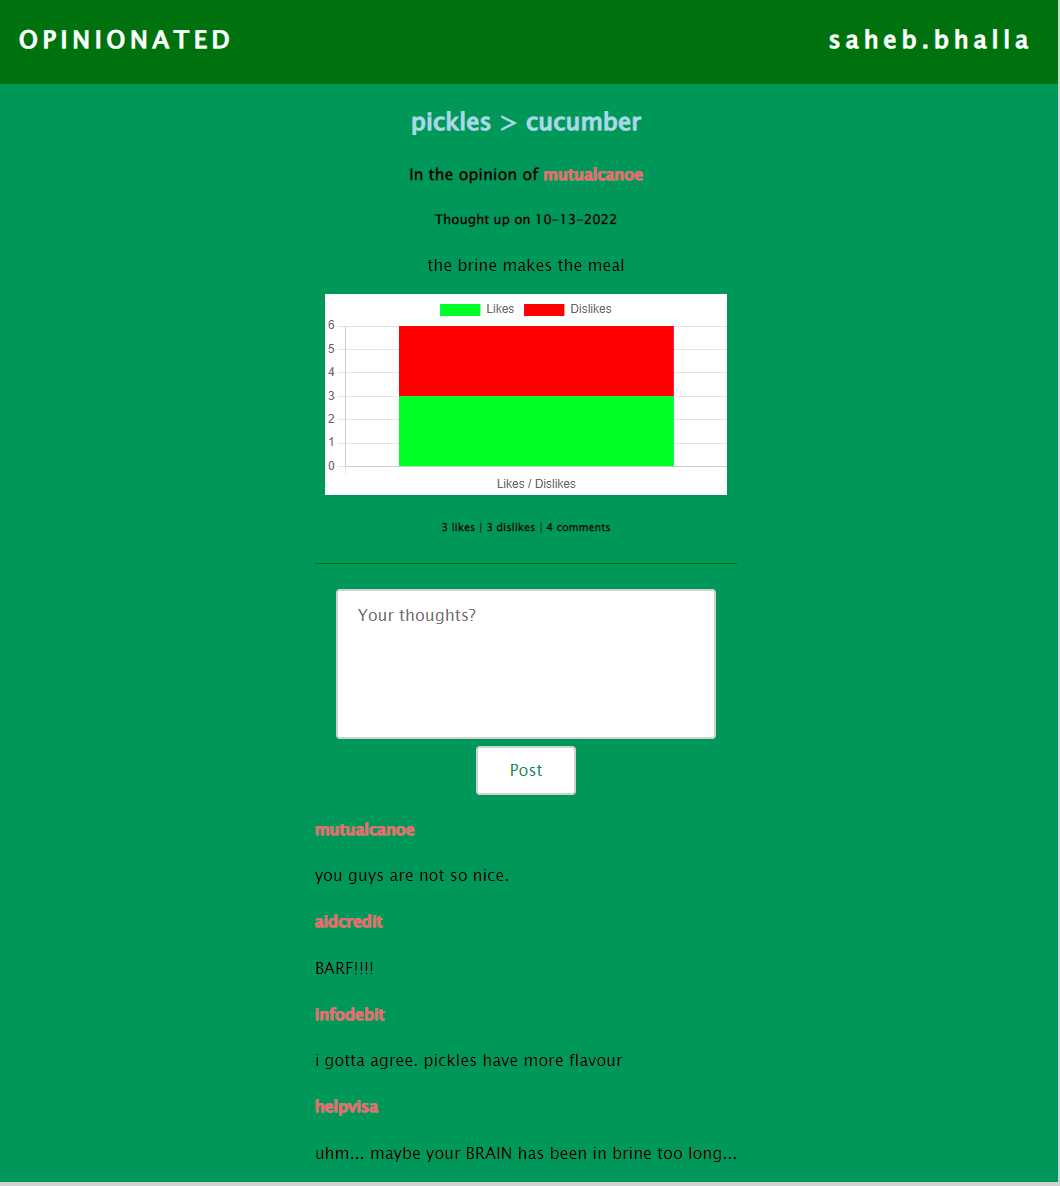 OPINIONATED saheb.bhalla
pickles > cucumber
In the opinion of mutualcanoe
Thought up on 10-13-2022
the brine makes the meal
Likes Dislikes
6
5
4
3
2
1
0
Likes / Dislikes
3 likes | 3 dislikes | 4 comments
Your thoughts?
Post
mutualcanoe
you guys are not so nice.
aidcredit
BARF!!!!
infodebit
i gotta agree. pickles have more flavour
helpvisa
uhm... maybe your BRAIN has been in brine too long...